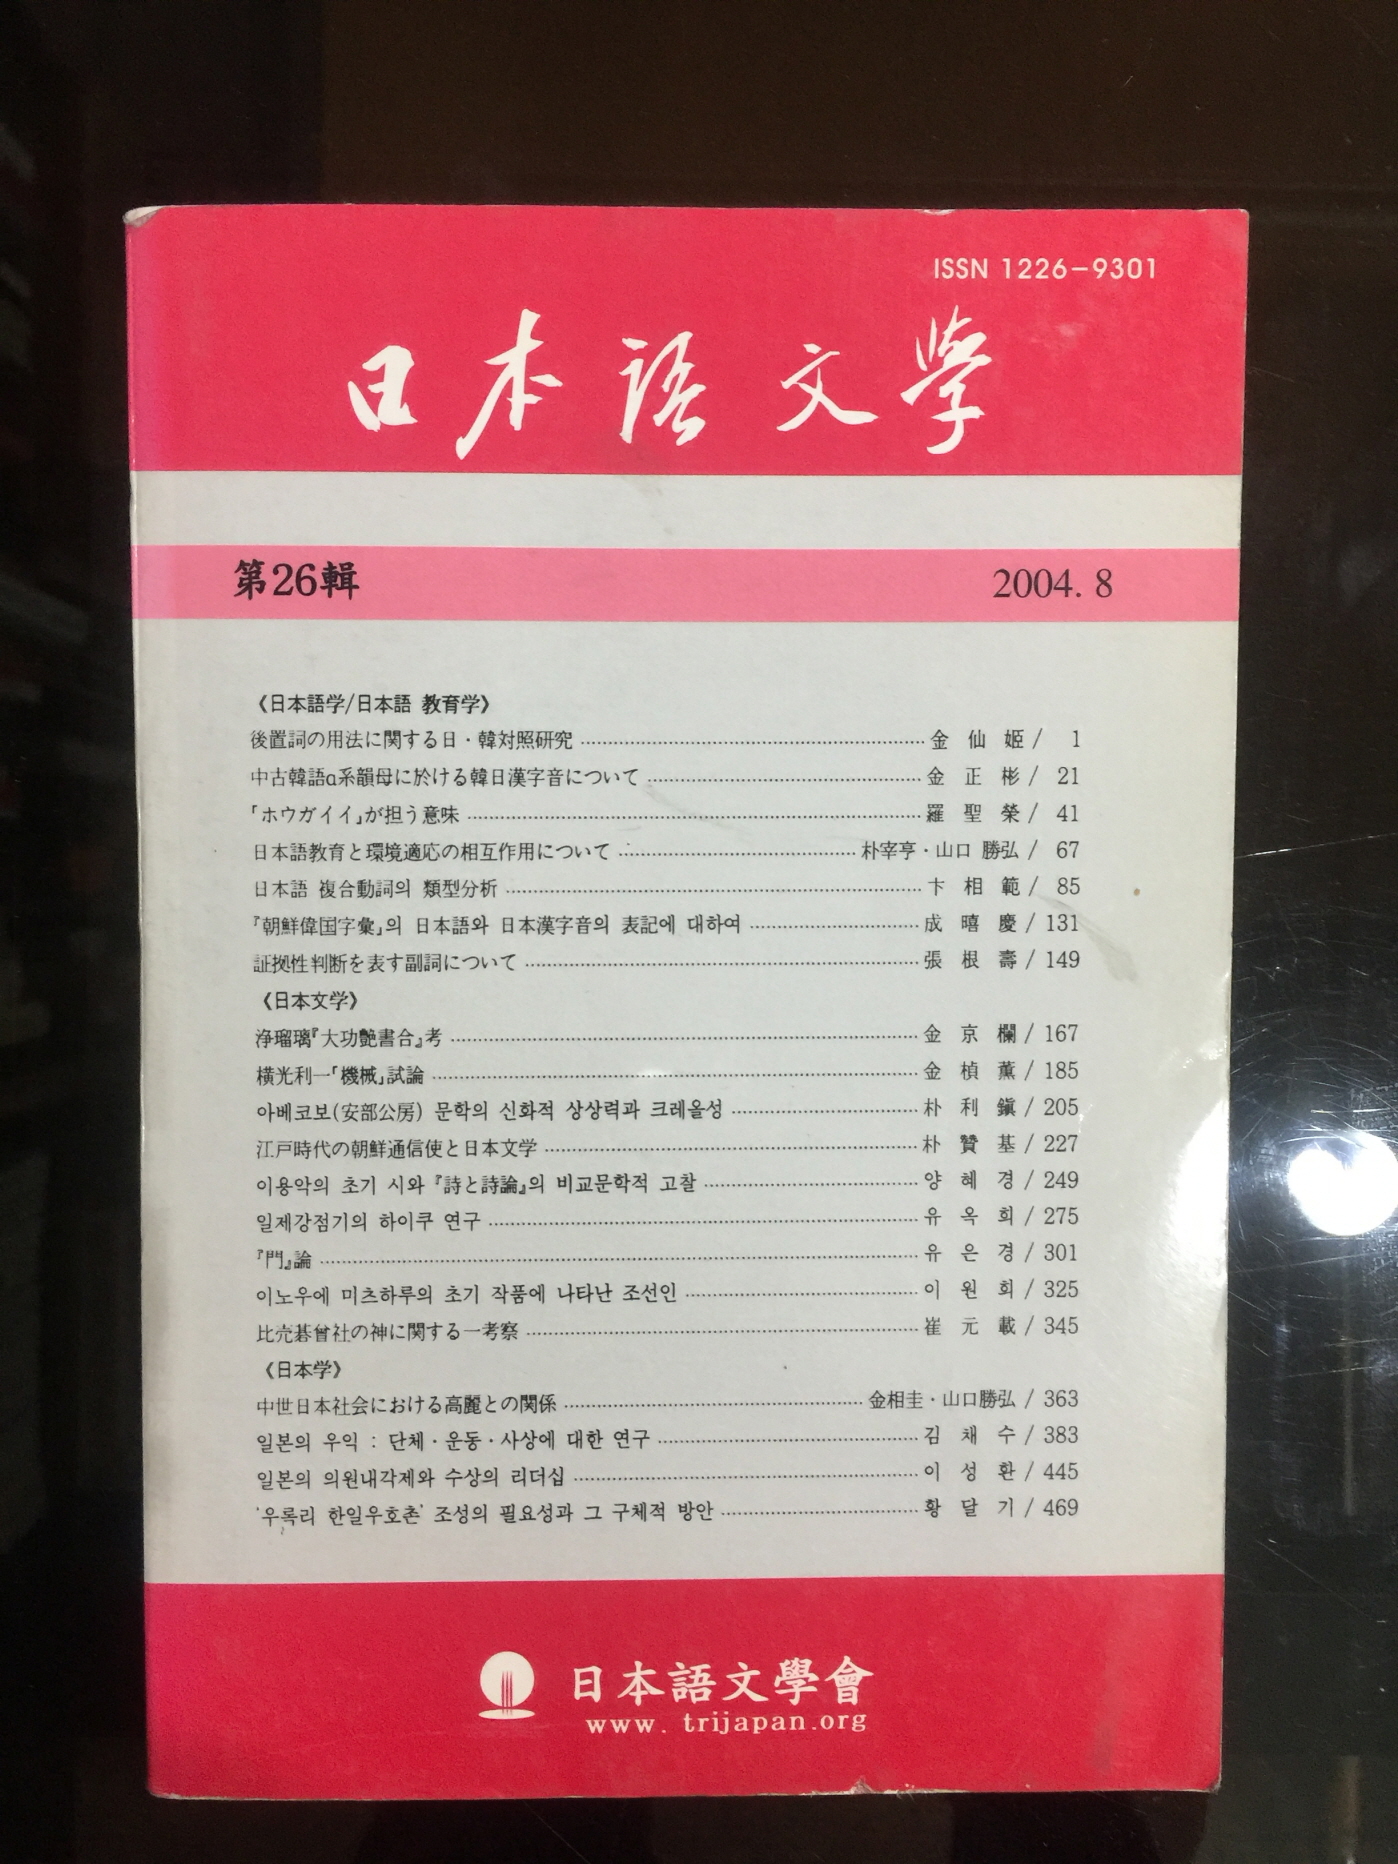 ISSN 1226-9301
日本語文學
第26輯 2004. 8
《日本語学/日本語 教育学》
後置詞の用法に関する日・韓対照研究 金仙姫 / 1
中古韓語α系韻母に於ける韓日漢字音について 金正彬 / 21
「ホウガイイ」が担う意味 羅聖榮 / 41
日本語教育と環境適応の相互作用について 朴宰亨・山口 勝弘 / 67
日本語 複合動詞의 類型分析 卞相範 / 85
『朝鮮偉国字彙』의 日本語와 日本漢字音의 表記에 대하여 成暿慶 / 131
証拠性判断を表す副詞について 張根壽 / 149
《日本文学》
浄瑠璃『大功艶書合』考 金京欄 / 167
横光利一「機械」試論 金楨薫 / 185
아베코보(安部公房) 문학의 신화적 상상력과 크레올성 朴利鎭 / 205
江戸時代の朝鮮通信使と日本文学 朴贊基 / 227
이용악의 초기 시와 『詩と詩論』의 비교문학적 고찰 양혜경 / 249
일제강점기의 하이쿠 연구 유옥희 / 275
『門』論 유은경 / 301
이노우에 미츠하루의 초기 작품에 나타난 조선인 이원희 / 325
比売碁曾社の神に関する一考察 崔元載 / 345
《日本学》
中世日本社会における高麗との関係 金相圭・山口勝弘 / 363
일본의 우익 : 단체・운동・사상에 대한 연구 김채수 / 383
일본의 의원내각제와 수상의 리더십 이성환 / 445
'우록리 한일우호촌' 조성의 필요성과 그 구체적 방안 황달기 / 469
日本語文學會
www. trijapan.org